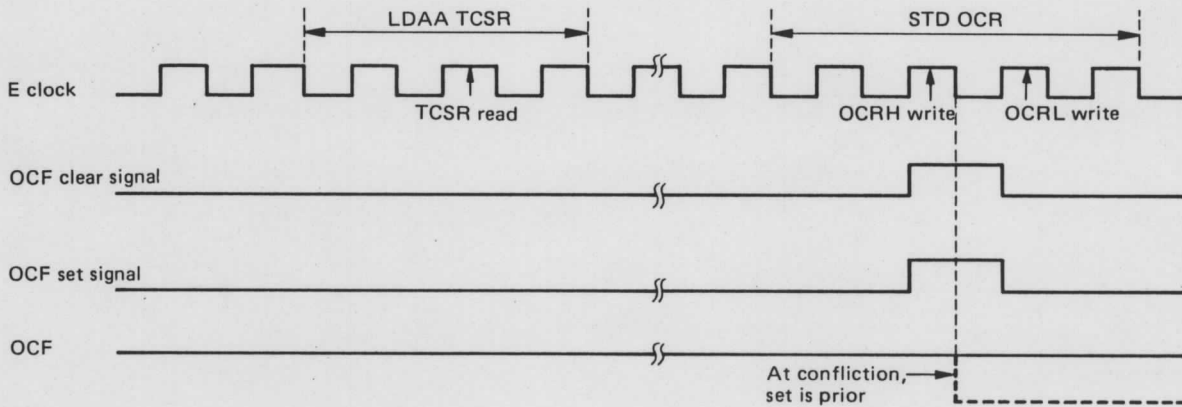 LDAA TCSR
STD OCR
E clock
TCSR read
OCRH write
OCRL write
OCF clear signal
OCF set signal
OCF
At confliction,
set is prior